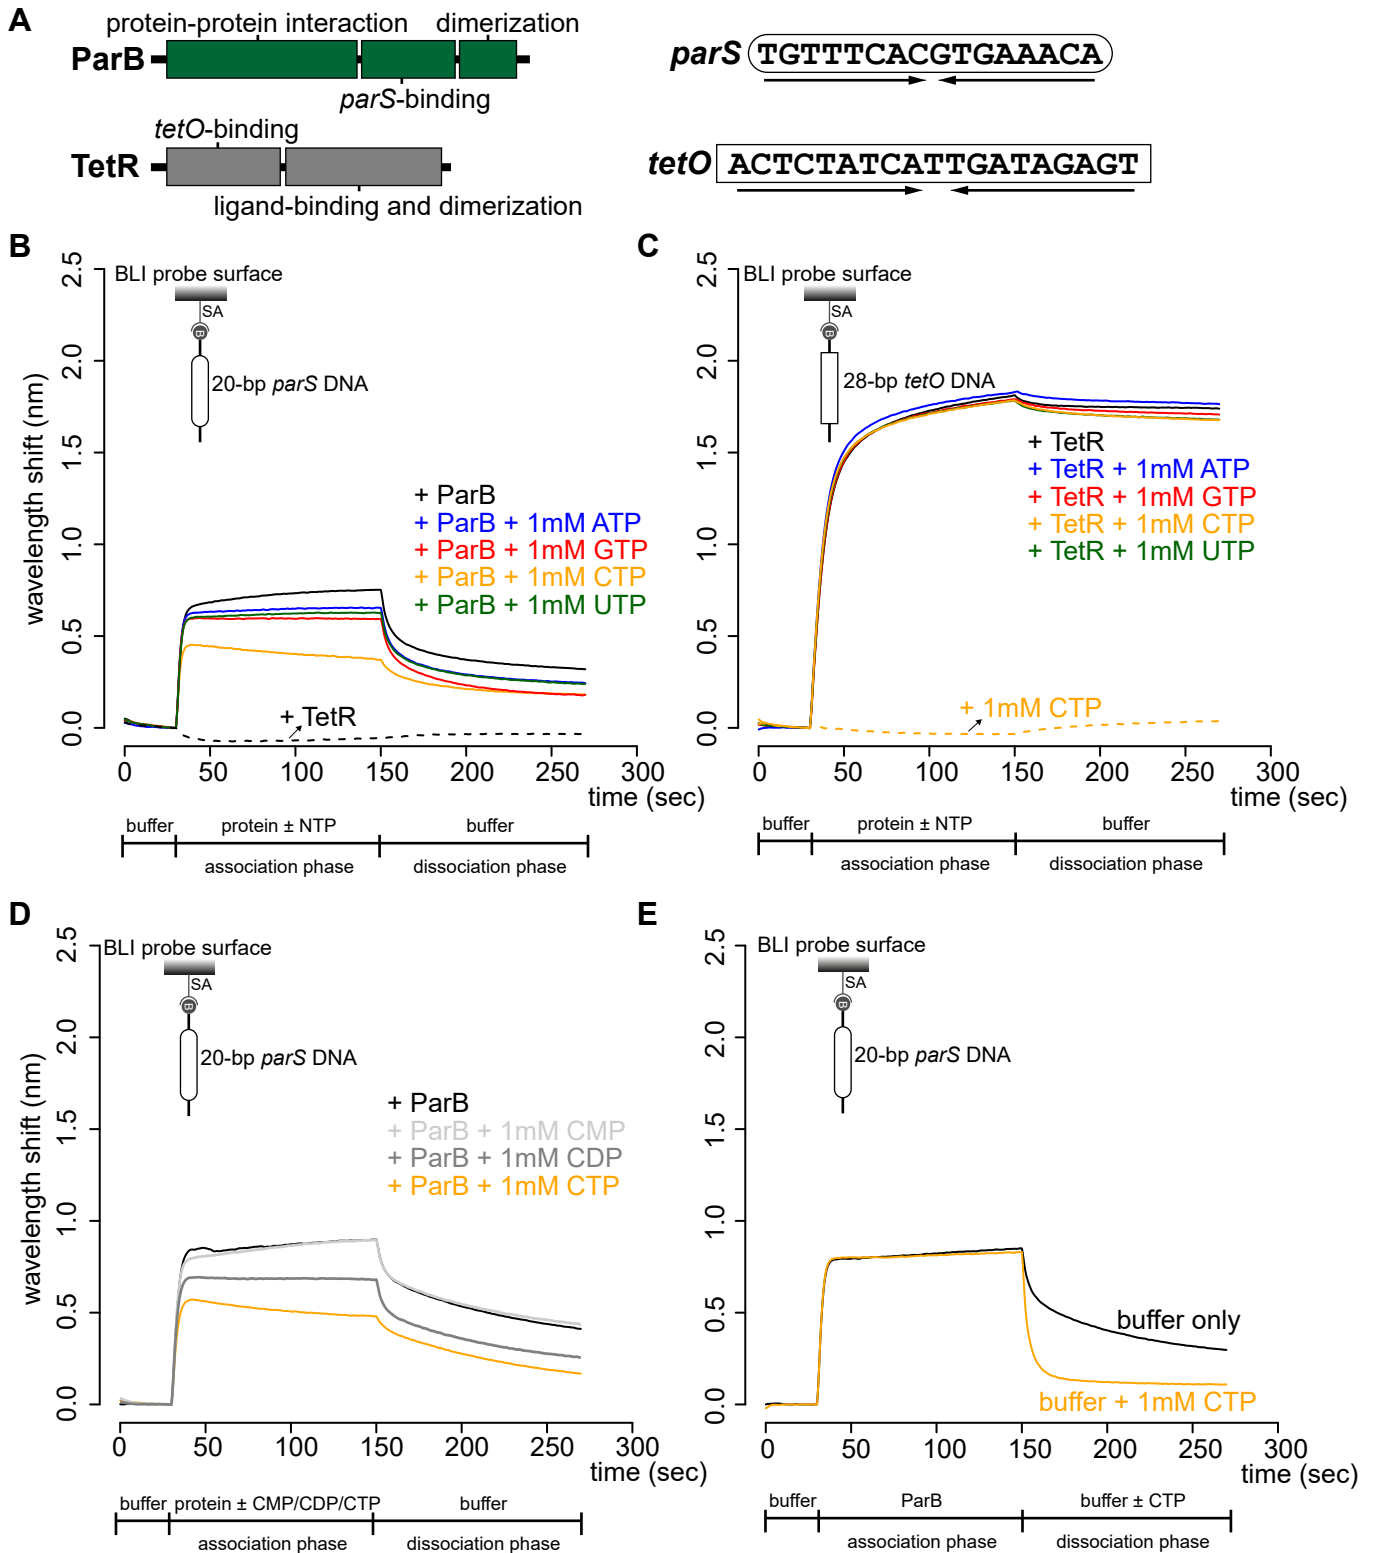 A
protein-protein interaction dimerization
ParB
parS-binding
parS TGTTTCACGTGAAACA
tetO-binding
TetR
ligand-binding and dimerization
tetO ACTCTATCATTGATAGAGT
B
BLI probe surface
SA
B
20-bp parS DNA
+ ParB
+ ParB + 1mM ATP
+ ParB + 1mM GTP
+ ParB + 1mM CTP
+ ParB + 1mM UTP
+ TetR
wavelength shift (nm)
2.5
2.0
1.5
1.0
0.5
0.0
0 50 100 150 200 250 300
time (sec)
buffer protein ± NTP buffer
association phase dissociation phase
C
BLI probe surface
SA
B
28-bp tetO DNA
+ TetR
+ TetR + 1mM ATP
+ TetR + 1mM GTP
+ TetR + 1mM CTP
+ TetR + 1mM UTP
+ 1mM CTP
2.5
2.0
1.5
1.0
0.5
0.0
0 50 100 150 200 250 300
time (sec)
buffer protein ± NTP buffer
association phase dissociation phase
D
BLI probe surface
SA
B
20-bp parS DNA
+ ParB
+ ParB + 1mM CMP
+ ParB + 1mM CDP
+ ParB + 1mM CTP
wavelength shift (nm)
2.5
2.0
1.5
1.0
0.5
0.0
0 50 100 150 200 250 300
time (sec)
buffer protein ± CMP/CDP/CTP buffer
association phase dissociation phase
E
BLI probe surface
SA
B
20-bp parS DNA
buffer only
buffer + 1mM CTP
2.5
2.0
1.5
1.0
0.5
0.0
0 50 100 150 200 250 300
time (sec)
buffer ParB buffer ± CTP
association phase dissociation phase